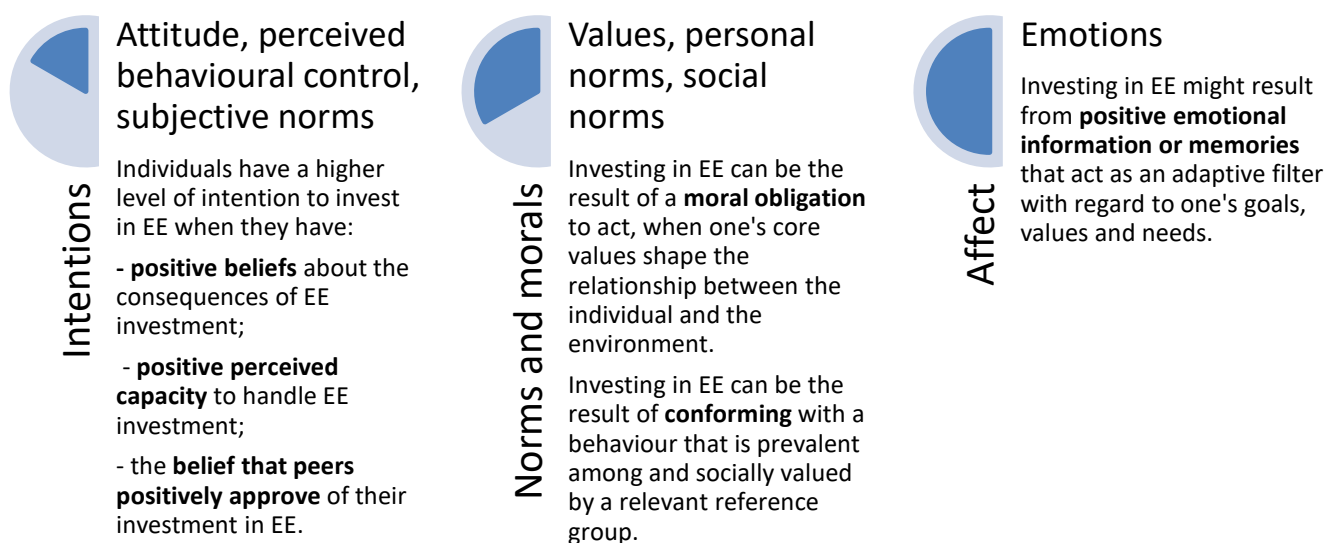 Intentions
Attitude, perceived
behavioural control,
subjective norms
Individuals have a higher
level of intention to invest
in EE when they have:
- positive beliefs about the
consequences of EE
investment;
- positive perceived
capacity to handle EE
investment;
- the belief that peers
positively approve of their
investment in EE.
Norms and morals
Values, personal
norms, social
norms
Investing in EE can be the
result of a moral obligation
to act, when one's core
values shape the
relationship between the
individual and the
environment.
Investing in EE can be the
result of conforming with a
behaviour that is prevalent
among and socially valued
by a relevant reference
group.
Affect
Emotions
Investing in EE might result
from positive emotional
information or memories
that act as an adaptive filter
with regard to one's goals,
values and needs.